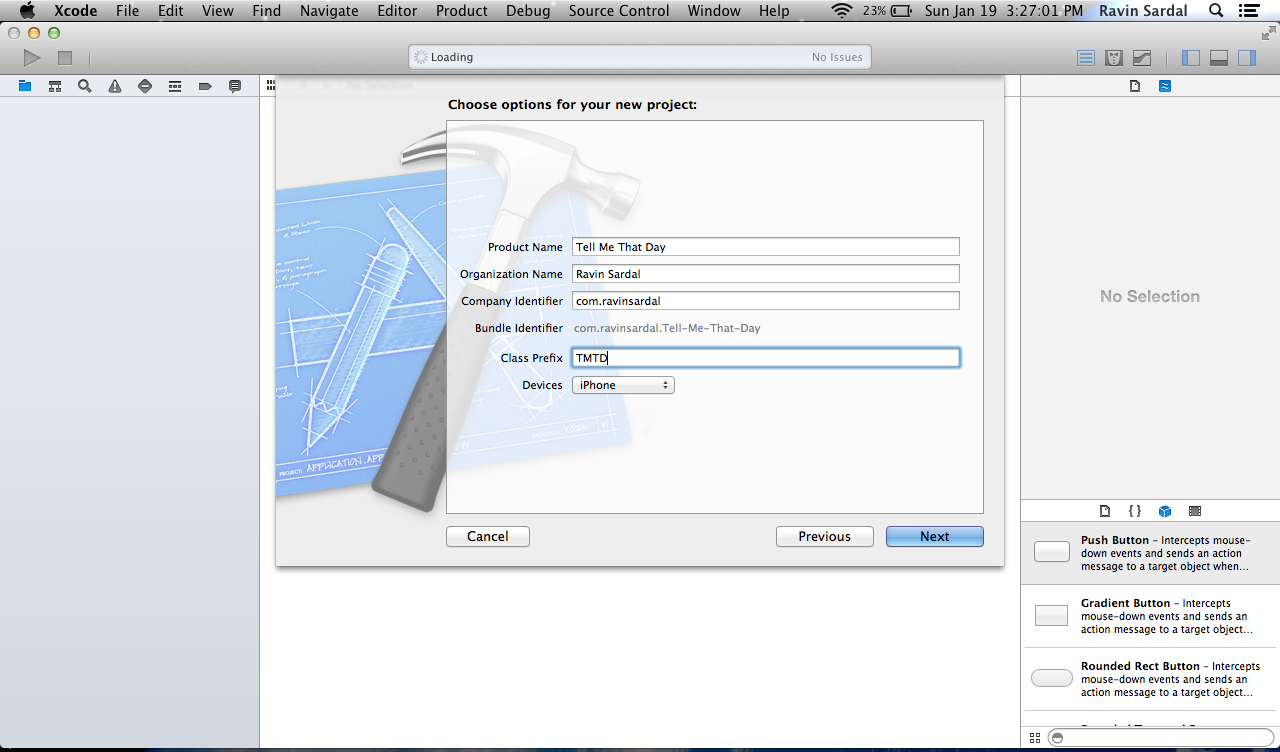 Xcode File Edit View Find Navigate Editor Product Debug Source Control Window Help 23% Sun Jan 19 3:27:01 PM Ravin Sardal
Loading No Issues
No Selection
Choose options for your new project:
Product Name Tell Me That Day
Organization Name Ravin Sardal
Company Identifier com.ravinsardal
Bundle Identifier com.ravinsardal.Tell-Me-That-Day
Class Prefix TMTD
Devices iPhone
PROJECT: APPLICATION.APP
Cancel Previous Next
No Selection
Push Button - Intercepts mouse-
down events and sends an action
message to a target object when...
Gradient Button - Intercepts
mouse-down events and sends an
action message to a target object...
Rounded Rect Button - Intercepts
mouse-down events and sends an
action message to a target object...